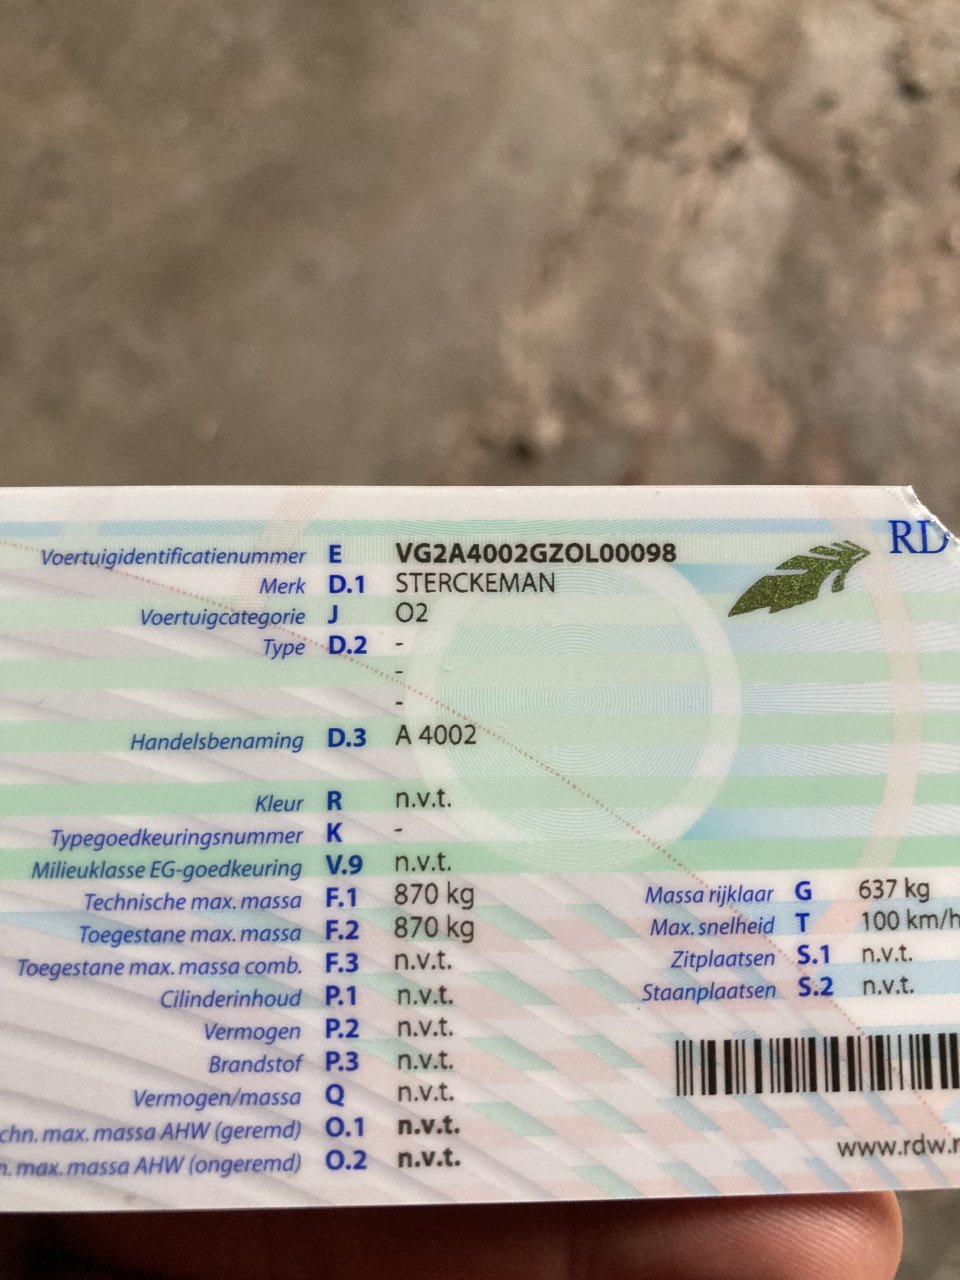 RD
Voertuigidentificatienummer E VG2A4002GZOL00098
Merk D.1 STERCKEMAN
Voertuigcategorie J O2
Type D.2 -
-
-
Handelsbenaming D.3 A 4002
Kleur R n.v.t.
Typegoedkeuringsnummer K -
Milieuklasse EG-goedkeuring V.9 n.v.t.
Technische max. massa F.1 870 kg Massa rijklaar G 637 kg
Toegestane max. massa F.2 870 kg Max. snelheid T 100 km/h
Toegestane max. massa comb. F.3 n.v.t. Zitplaatsen S.1 n.v.t.
Cilinderinhoud P.1 n.v.t. Staanplaatsen S.2 n.v.t.
Vermogen P.2 n.v.t.
Brandstof P.3 n.v.t.
Vermogen/massa Q n.v.t.
chn. max. massa AHW (geremd) O.1 n.v.t.
n. max. massa AHW (ongeremd) O.2 n.v.t.
www.rdw.n